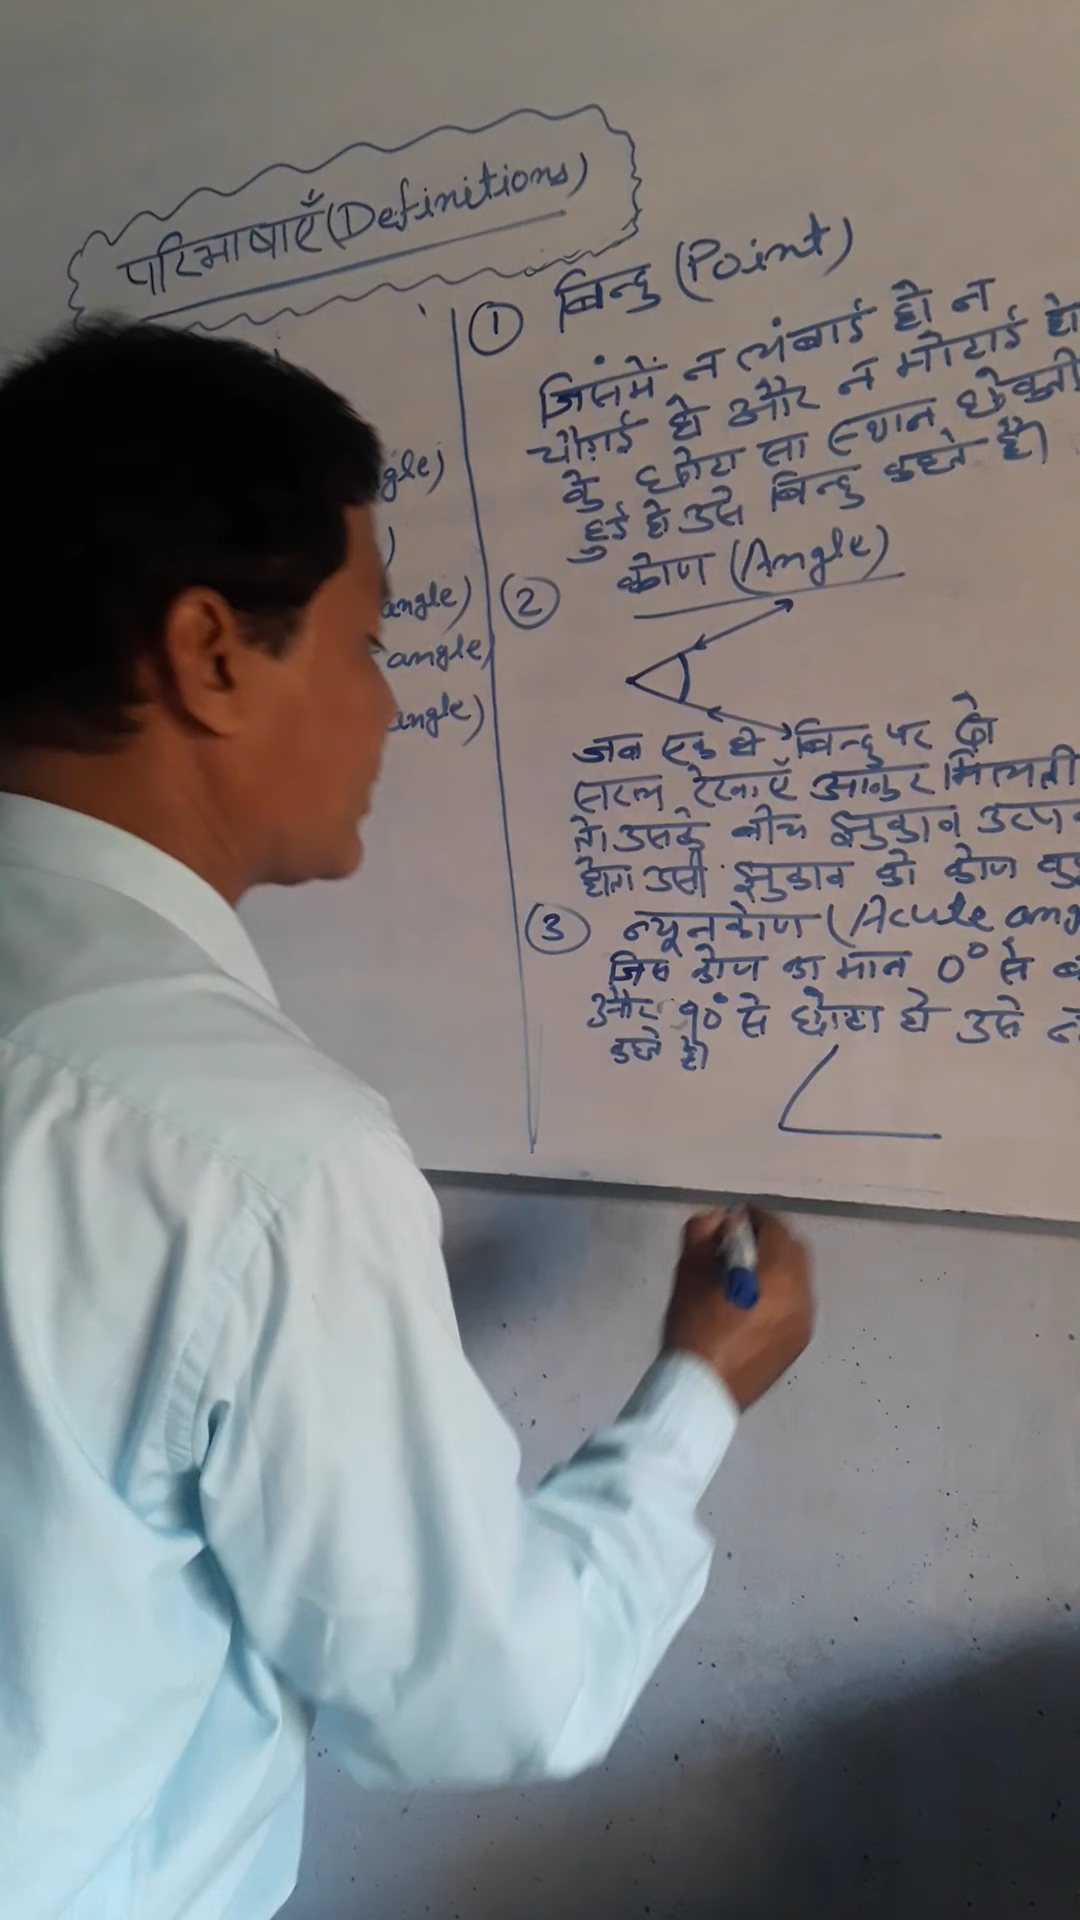 परिभाषाएँ (Definitions)
gle)
)
angle)
angle)
angle)
① बिन्दु (Point)
जिसमें न लंबाई हो न
चौड़ाई हो और न मोटाई हो
के छोटा सा स्थान छेकती
हुई हो उसे बिन्दु कहते है।
② कोण (Angle)
जब एक हो बिन्दु पर दो
सरल रेखाएँ आकर मिलती
तो उसके बीच झुकाव उत्प
होता उसी झुकाव को कोण
③ न्यूनकोण (Acute ang
जिस कोण का मान 0° से
और 90° से छोटा हो उसे
कहते है।